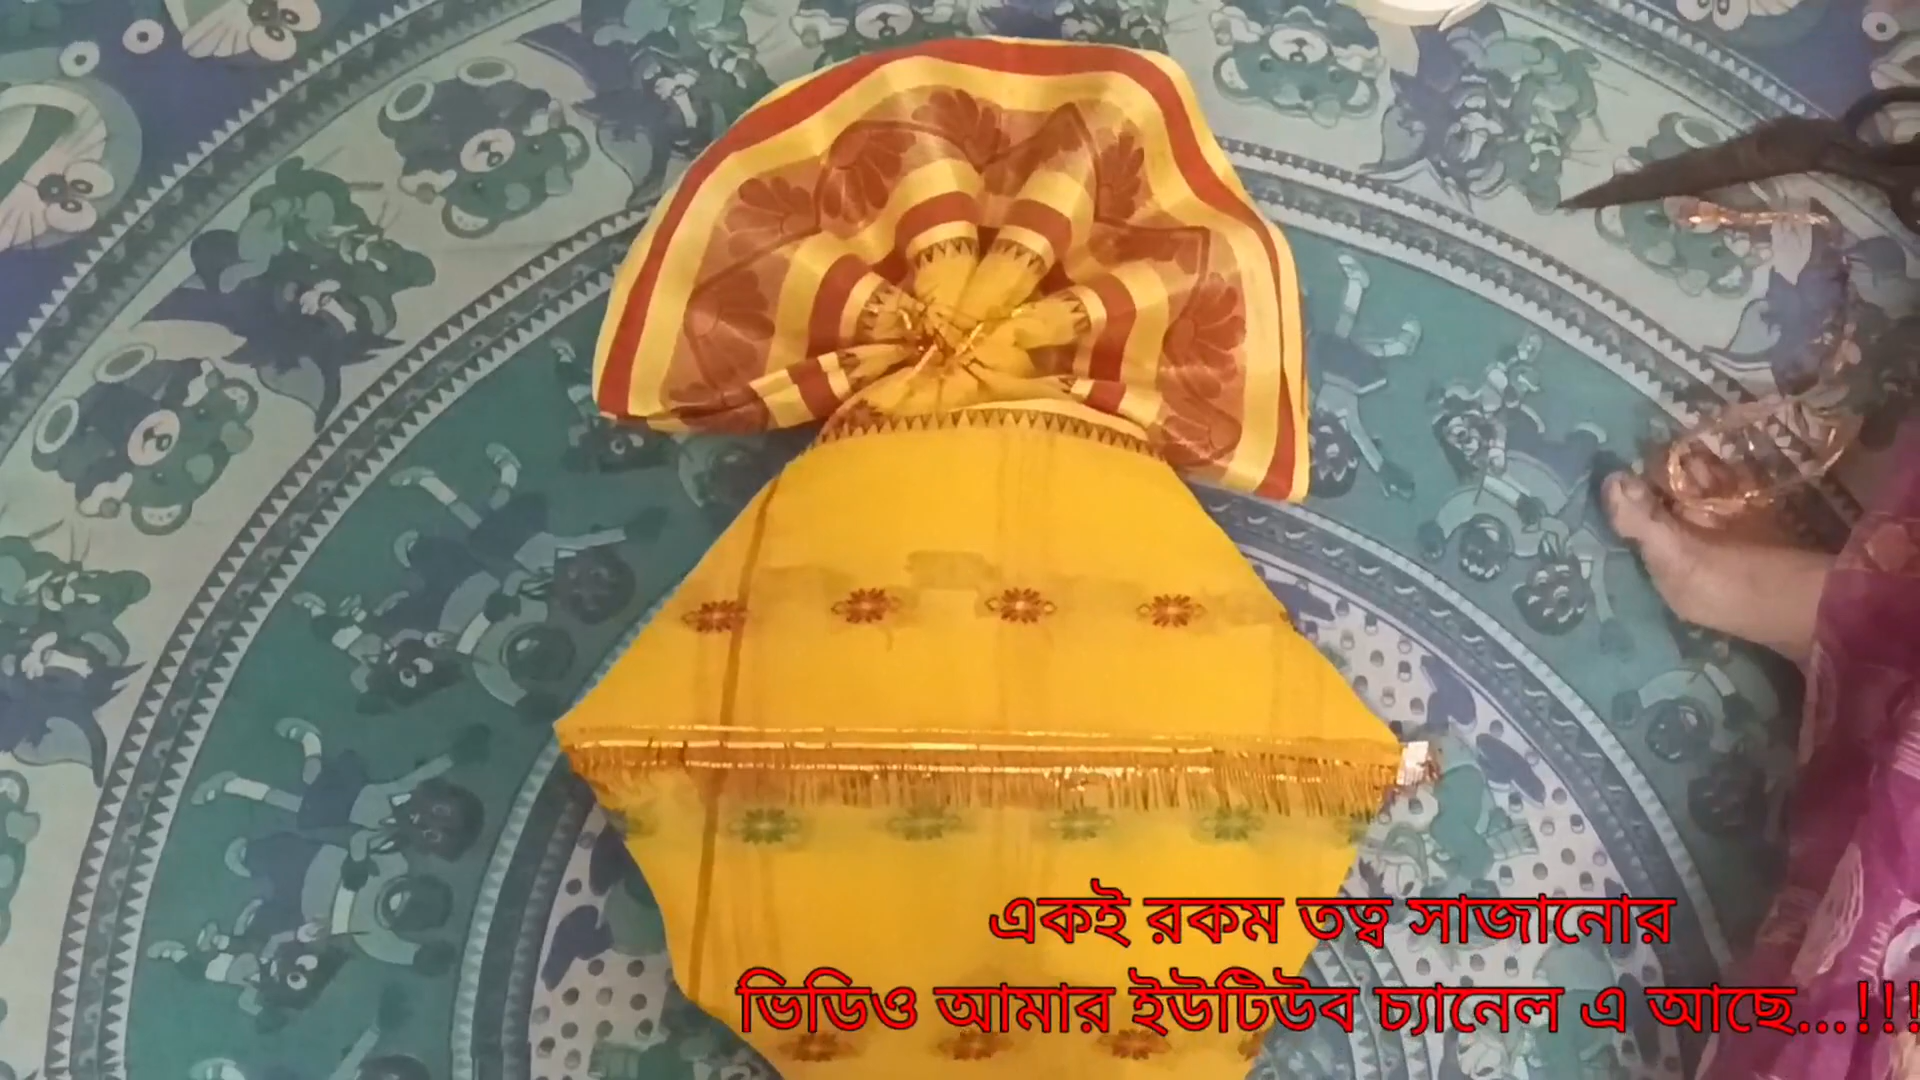 একই রকম তত্ব সাজানোর
ভিডিও আমার ইউটিউব চ্যানেল এ আছে...!!!